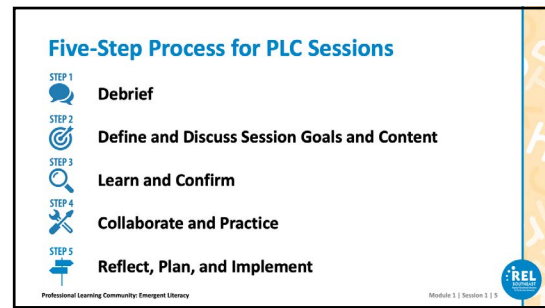 Five-Step Process for PLC Sessions
STEP 1
Debrief
STEP 2
Define and Discuss Session Goals and Content
STEP 3
Learn and Confirm
STEP 4
Collaborate and Practice
STEP 5
Reflect, Plan, and Implement
Professional Learning Community: Emergent Literacy
Module 1 | Session 1 | 5
REL
SOUTHEAST